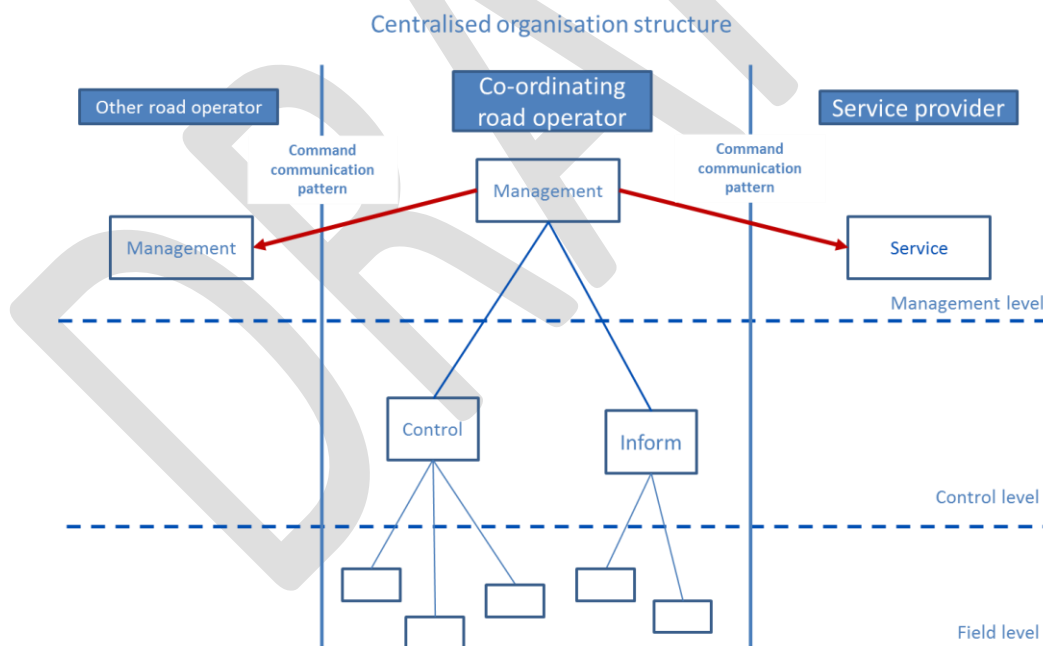 Centralised organisation structure
Other road operator
Co-ordinating
road operator
Service provider
Command
communication
pattern
Command
communication
pattern
Management
Management
Service
Management level
Control
Inform
Control level
Field level
DRA